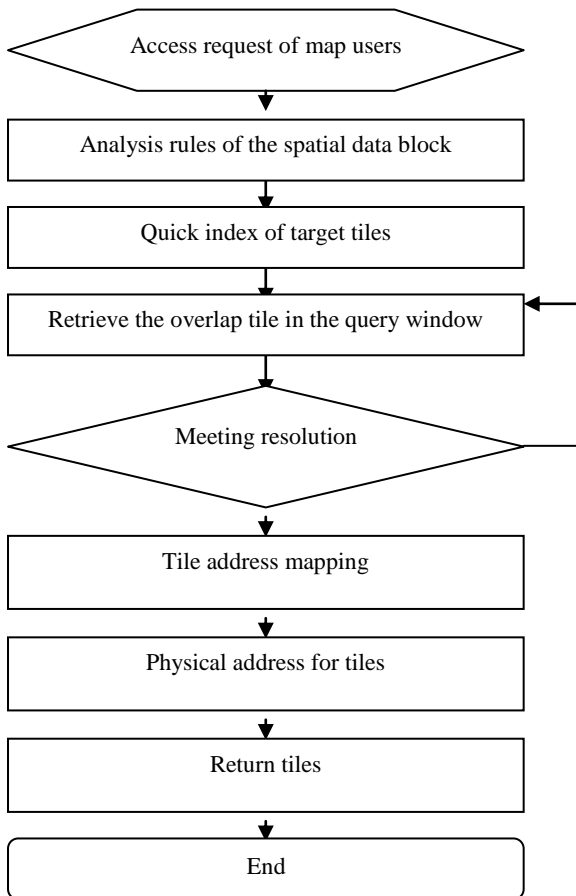 Access request of map users
Analysis rules of the spatial data block
Quick index of target tiles
Retrieve the overlap tile in the query window
Meeting resolution
Tile address mapping
Physical address for tiles
Return tiles
End